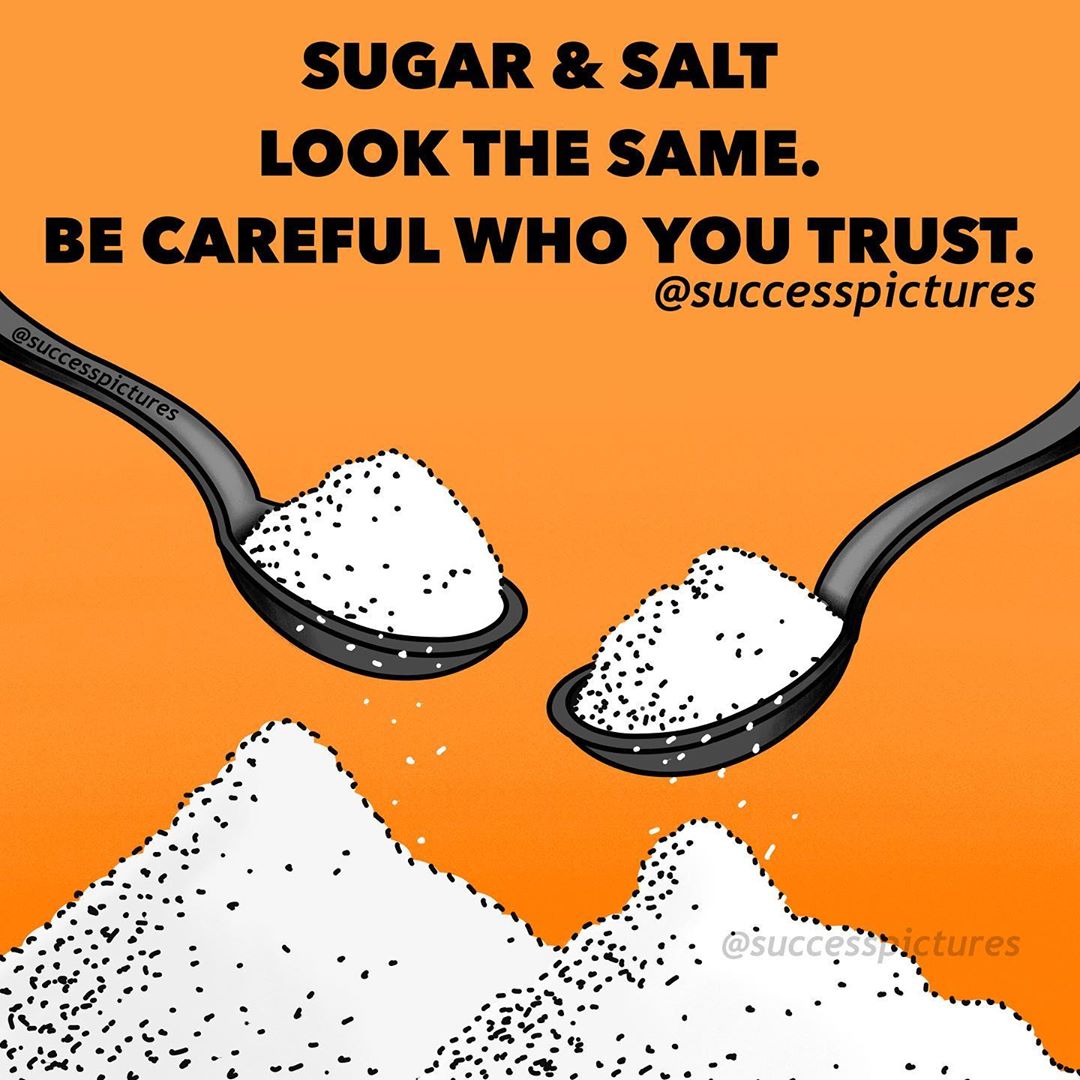 SUGAR & SALT
LOOK THE SAME.
BE CAREFUL WHO YOU TRUST.
@successpictures
@successpictures
@successpictures